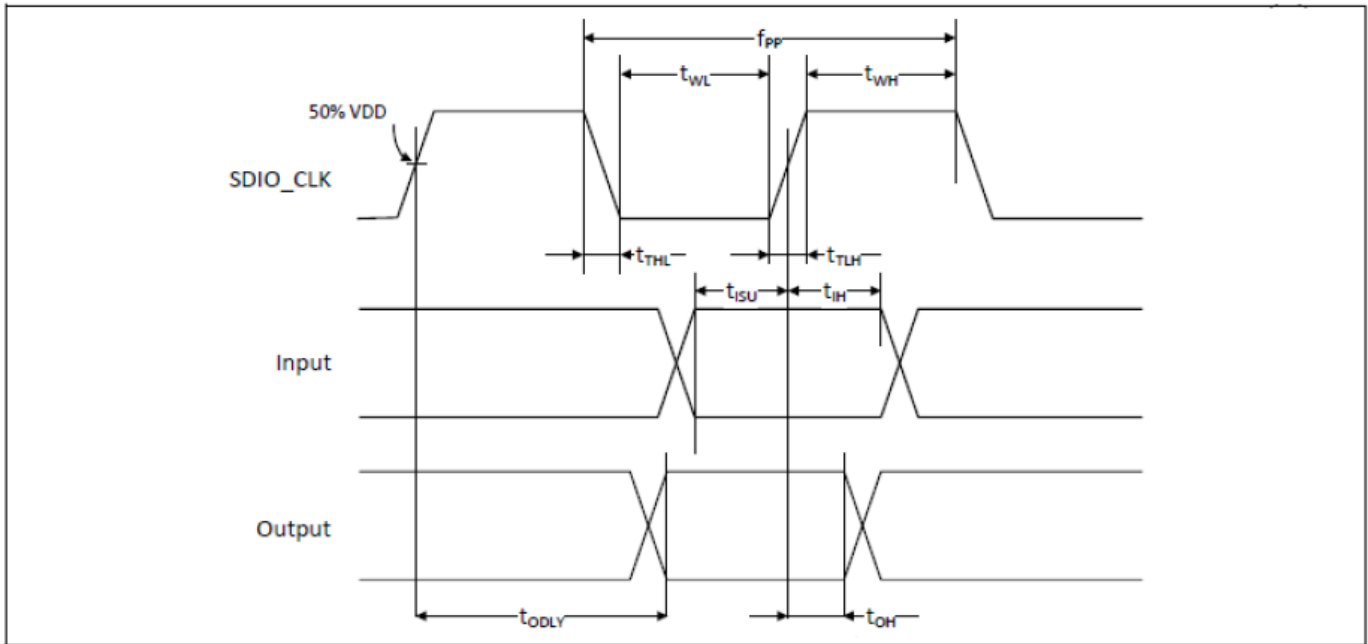 fPP
tWL
tWH
50% VDD
SDIO_CLK
tTHL
tTLH
tISU
tIH
Input
Output
tODLY
tOH